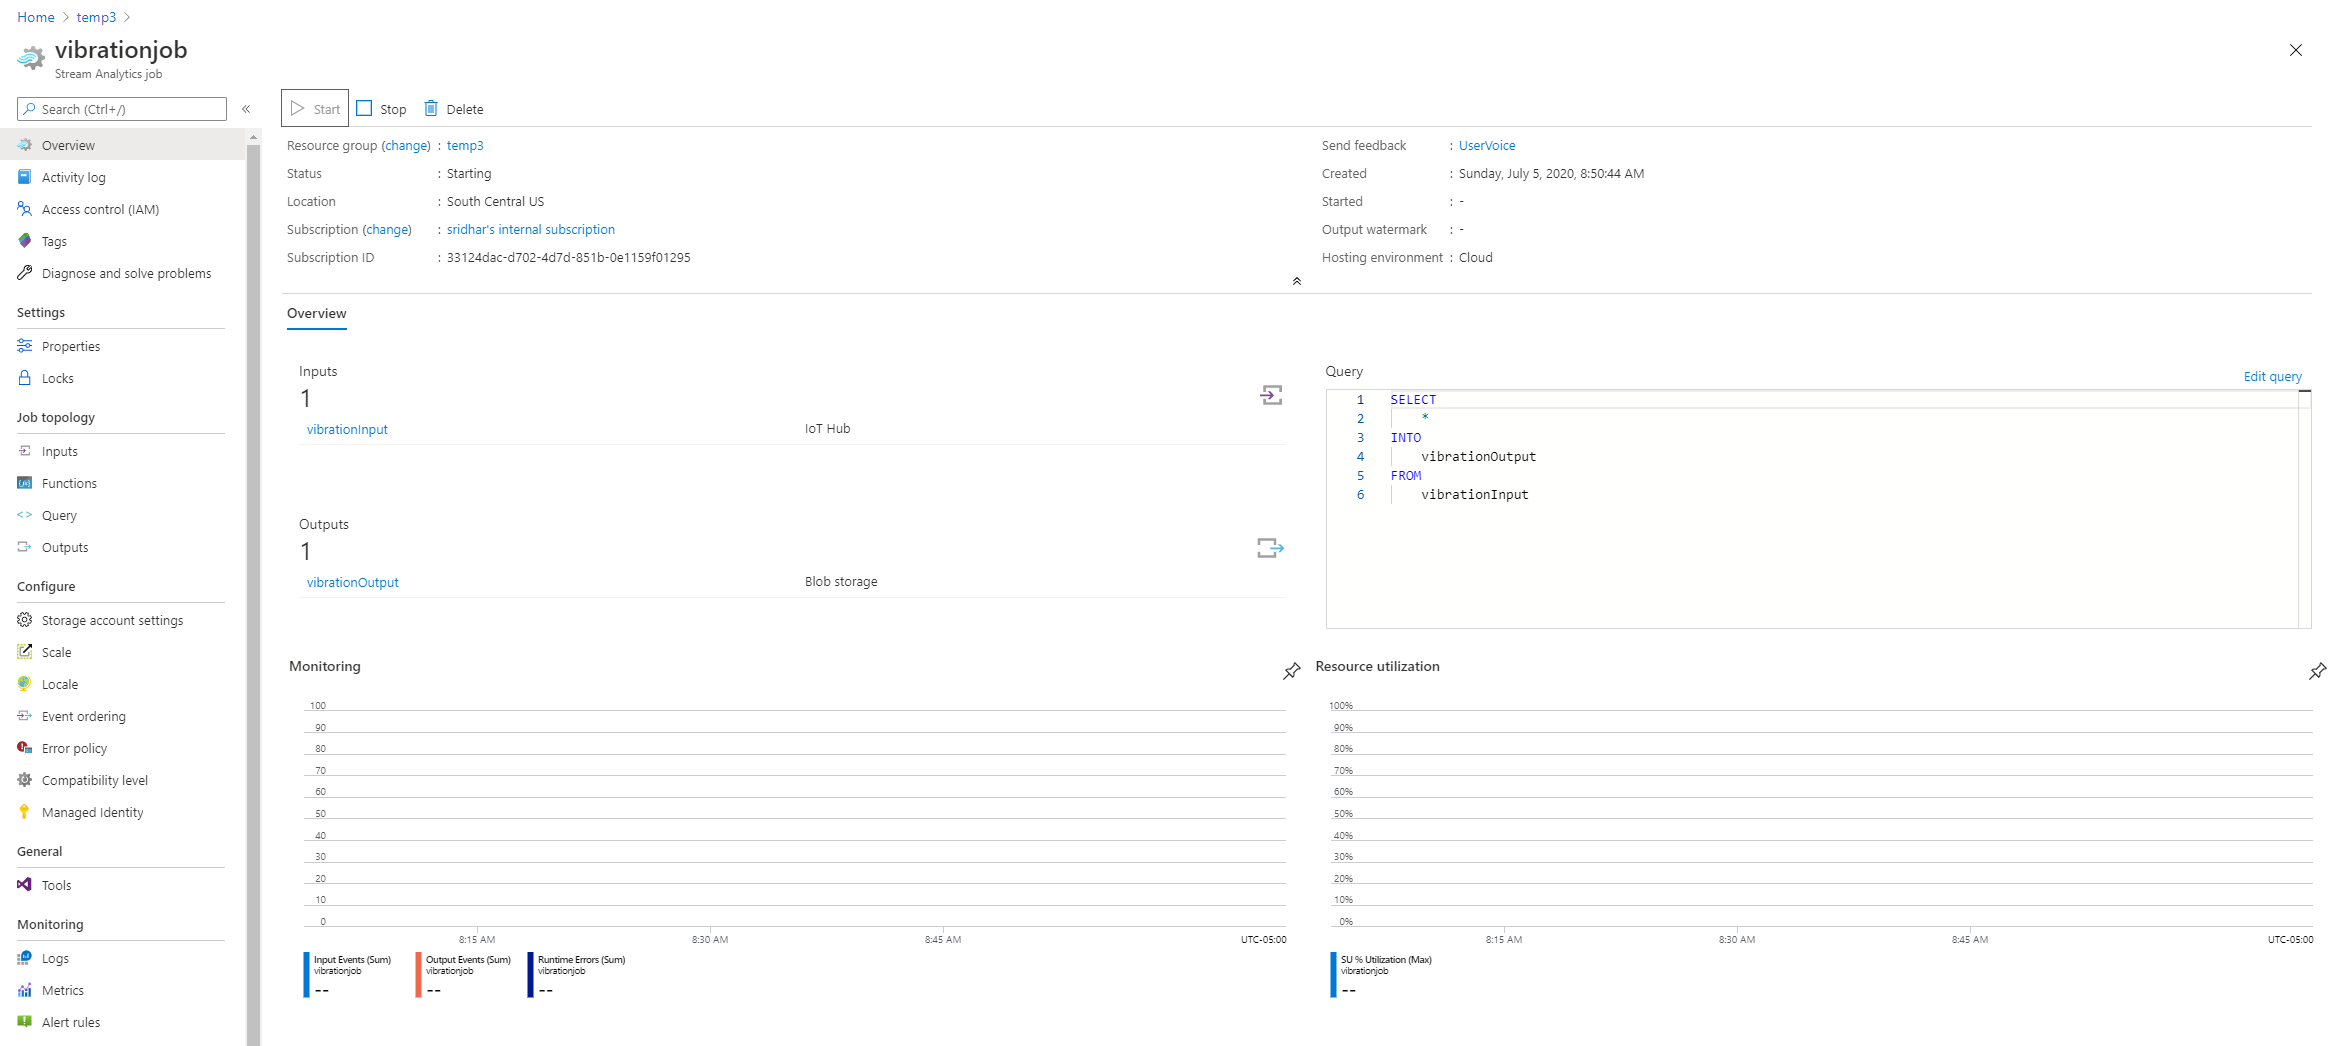 Home > temp3 >
vibrationjob
Stream Analytics job
Search (Ctrl+/)
«
Overview
Activity log
Access control (IAM)
Tags
Diagnose and solve problems
Settings
Properties
Locks
Job topology
Inputs
Functions
Query
Outputs
Configure
Storage account settings
Scale
Locale
Event ordering
Error policy
Compatibility level
Managed Identity
General
Tools
Monitoring
Logs
Metrics
Alert rules
Start Stop Delete
Resource group (change) : temp3
Status : Starting
Location : South Central US
Subscription (change) : sridhar's internal subscription
Subscription ID : 33124dac-d702-4d7d-851b-0e1159f01295
Send feedback : UserVoice
Created : Sunday, July 5, 2020, 8:50:44 AM
Started : -
Output watermark : -
Hosting environment : Cloud
Overview
Inputs
1
vibrationInput IoT Hub
Outputs
1
vibrationOutput Blob storage
Query
Edit query
1 SELECT
2 *
3 INTO
4 vibrationOutput
5 FROM
6 vibrationInput
Monitoring
100
90
80
70
60
50
40
30
20
10
0
8:15 AM 8:30 AM 8:45 AM UTC-05:00
Input Events (Sum) Output Events (Sum) Runtime Errors (Sum)
vibrationjob vibrationjob vibrationjob
-- -- --
Resource utilization
100%
90%
80%
70%
60%
50%
40%
30%
20%
10%
0%
8:15 AM 8:30 AM 8:45 AM UTC-05:00
SU % Utilization (Max)
vibrationjob
--